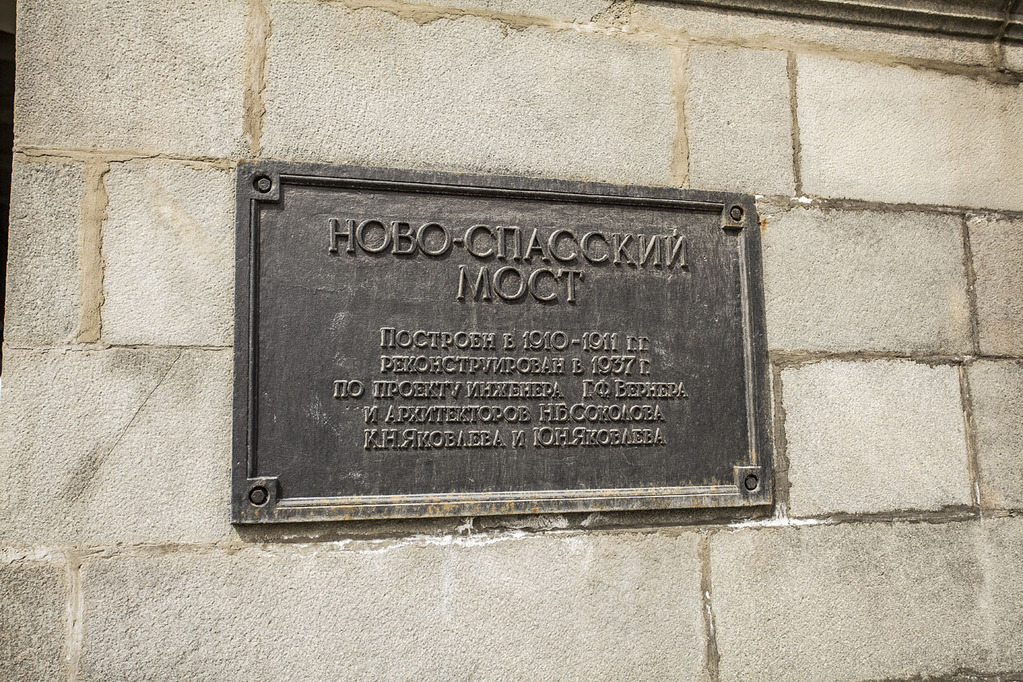 НОВО-СПАССКИЙ
МОСТ
ПОСТРОЕН В 1910-1911 ГГ.
РЕКОНСТРУИРОВАН В 1937 Г.
ПО ПРОЕКТУ ИНЖЕНЕРА Г.Ф. ВЕРНЕРА
И АРХИТЕКТОРОВ Н.Б.СОКОЛОВА
К.Н.ЯКОВЛЕВА И Ю.Н.ЯКОВЛЕВА